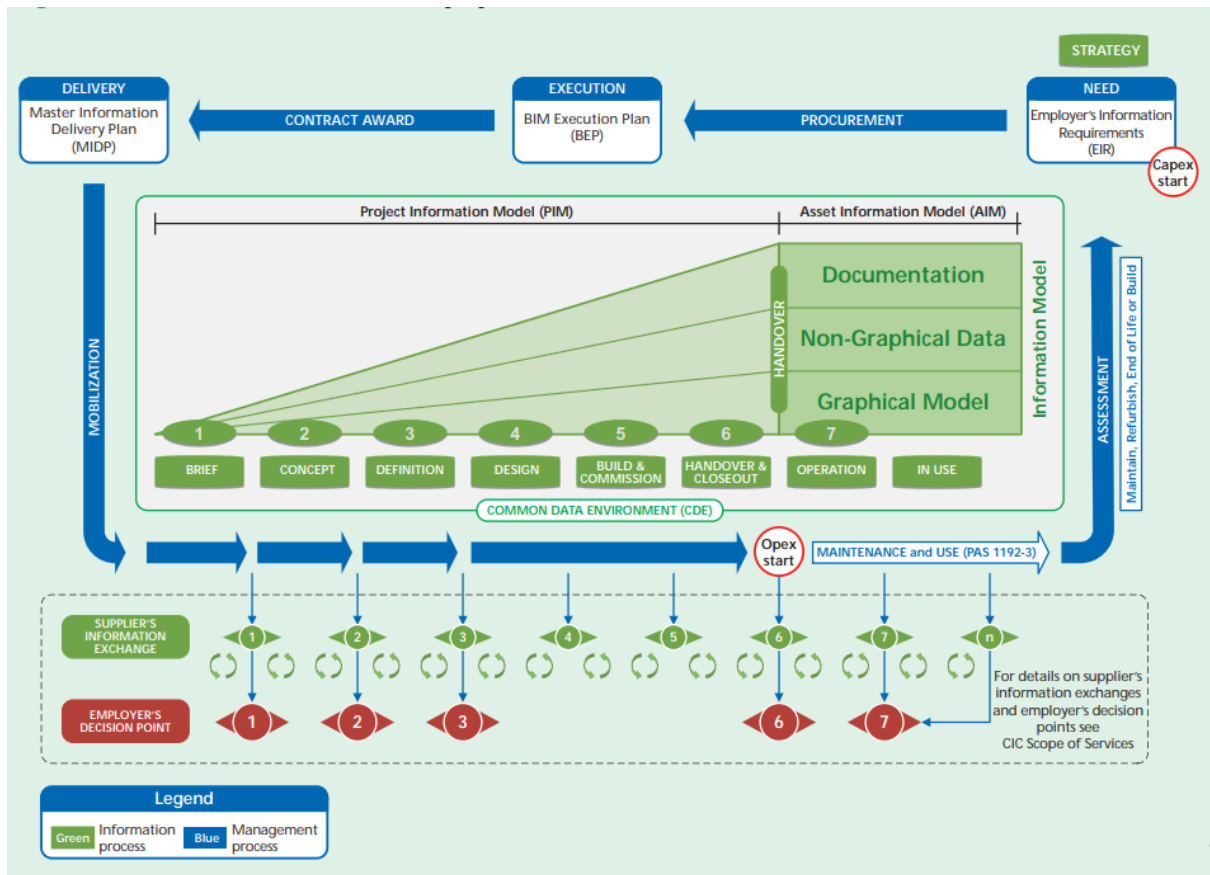 STRATEGY
DELIVERY
Master Information
Delivery Plan
(MIDP)
CONTRACT AWARD
EXECUTION
BIM Execution Plan
(BEP)
PROCUREMENT
NEED
Employer's Information
Requirements
(EIR)
Capex
start
Project Information Model (PIM)
Asset Information Model (AIM)
Documentation
Non-Graphical Data
Graphical Model
HANDOVER
Information Model
MOBILIZATION
ASSESSMENT
Maintain, Refurbish, End of Life or Build
1
2
3
4
5
6
7
BRIEF
CONCEPT
DEFINITION
DESIGN
BUILD &
COMMISSION
HANDOVER &
CLOSEOUT
OPERATION
IN USE
COMMON DATA ENVIRONMENT (CDE)
Opex
start
MAINTENANCE and USE (PAS 1192-3)
SUPPLIER'S
INFORMATION
EXCHANGE
1
2
3
4
5
6
7
n
EMPLOYER'S
DECISION POINT
1
2
3
6
7
For details on supplier's
information exchanges
and employer's decision
points see
CIC Scope of Services
Legend
Green
Information
process
Blue
Management
process